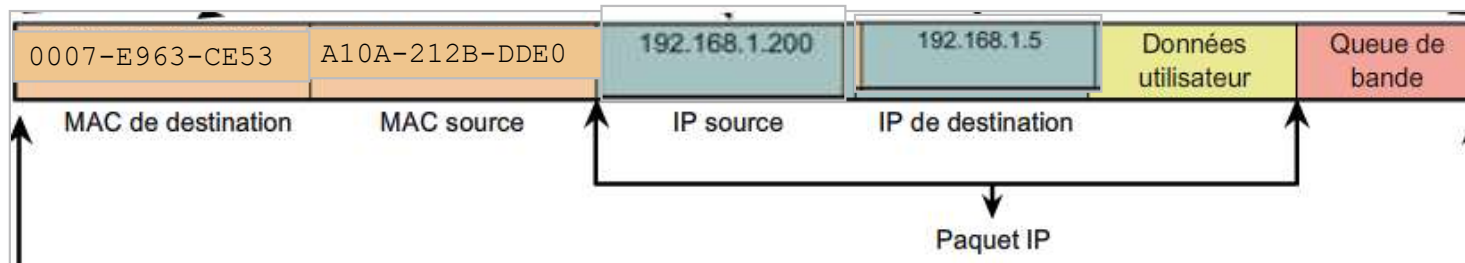 0007-E963-CE53
A10A-212B-DDE0
192.168.1.200
192.168.1.5
Données
utilisateur
Queue de
bande
MAC de destination
MAC source
IP source
IP de destination
Paquet IP